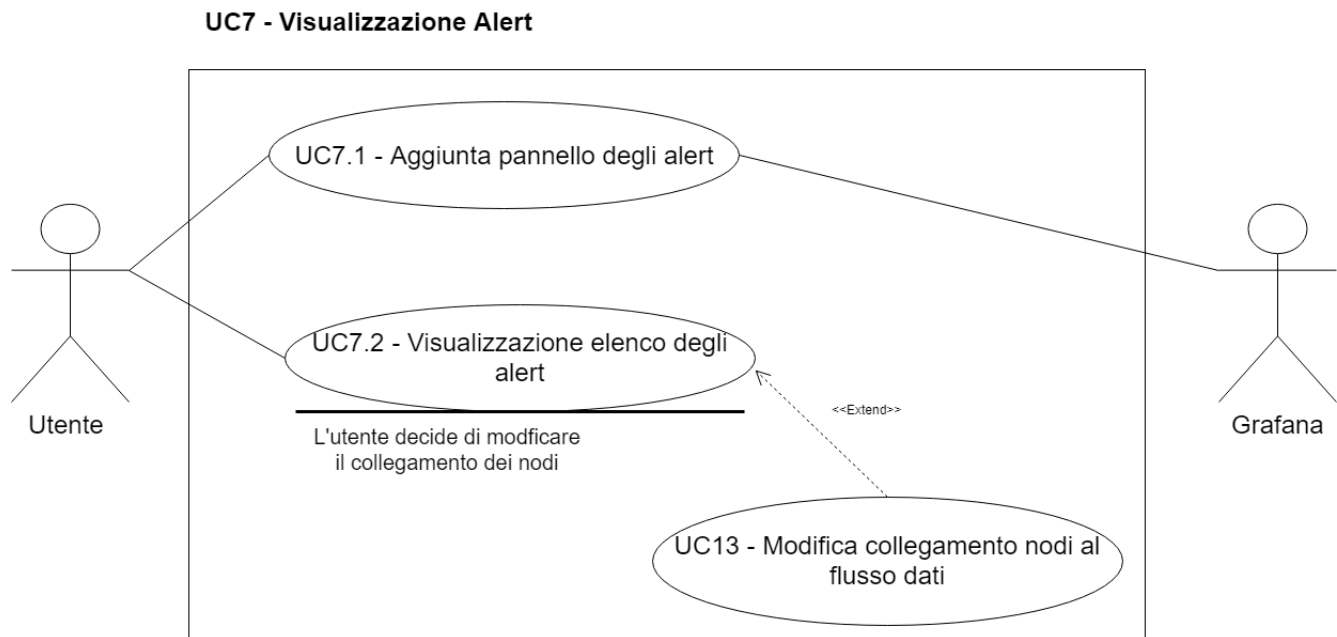 UC7 - Visualizzazione Alert
UC7.1 - Aggiunta pannello degli alert
UC7.2 - Visualizzazione elenco degli
alert
<<Extend>>
Utente
Grafana
L'utente decide di modficare
il collegamento dei nodi
UC13 - Modifica collegamento nodi al
flusso dati